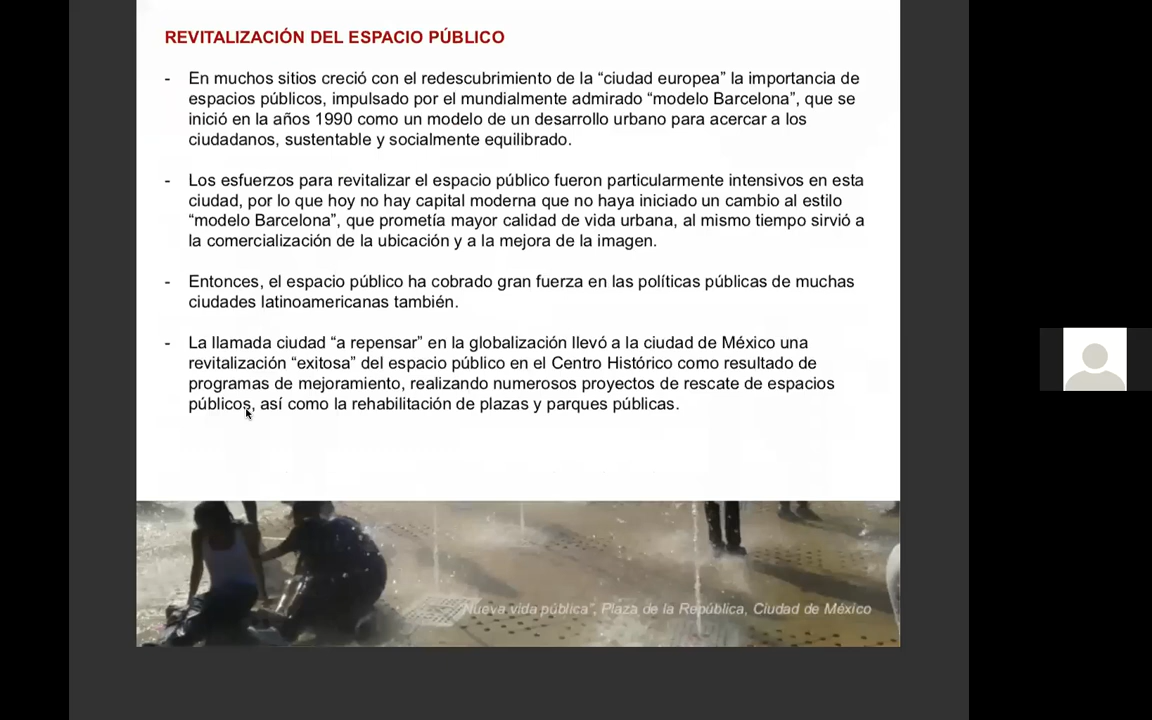 REVITALIZACIÓN DEL ESPACIO PÚBLICO
- En muchos sitios creció con el redescubrimiento de la “ciudad europea” la importancia de
espacios públicos, impulsado por el mundialmente admirado “modelo Barcelona”, que se
inició en la años 1990 como un modelo de un desarrollo urbano para acercar a los
ciudadanos, sustentable y socialmente equilibrado.
- Los esfuerzos para revitalizar el espacio público fueron particularmente intensivos en esta
ciudad, por lo que hoy no hay capital moderna que no haya iniciado un cambio al estilo
“modelo Barcelona”, que prometía mayor calidad de vida urbana, al mismo tiempo sirvió a
la comercialización de la ubicación y a la mejora de la imagen.
- Entonces, el espacio público ha cobrado gran fuerza en las políticas públicas de muchas
ciudades latinoamericanas también.
- La llamada ciudad “a repensar” en la globalización llevó a la ciudad de México una
revitalización “exitosa” del espacio público en el Centro Histórico como resultado de
programas de mejoramiento, realizando numerosos proyectos de rescate de espacios
públicos, así como la rehabilitación de plazas y parques públicas.
“Nueva vida pública”, Plaza de la República, Ciudad de México